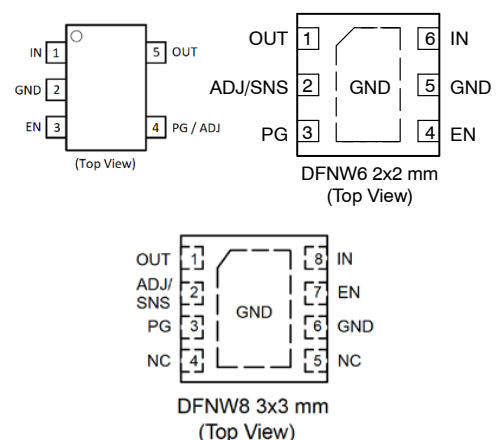 IN 1 5 OUT
GND 2
EN 3 4 PG / ADJ
(Top View)
OUT 1 6 IN
ADJ/SNS 2 GND 5 GND
PG 3 4 EN
DFNW6 2x2 mm
(Top View)
OUT 1 8 IN
ADJ/
SNS 2 7 EN
GND
PG 3 6 GND
NC 4 5 NC
DFNW8 3x3 mm
(Top View)